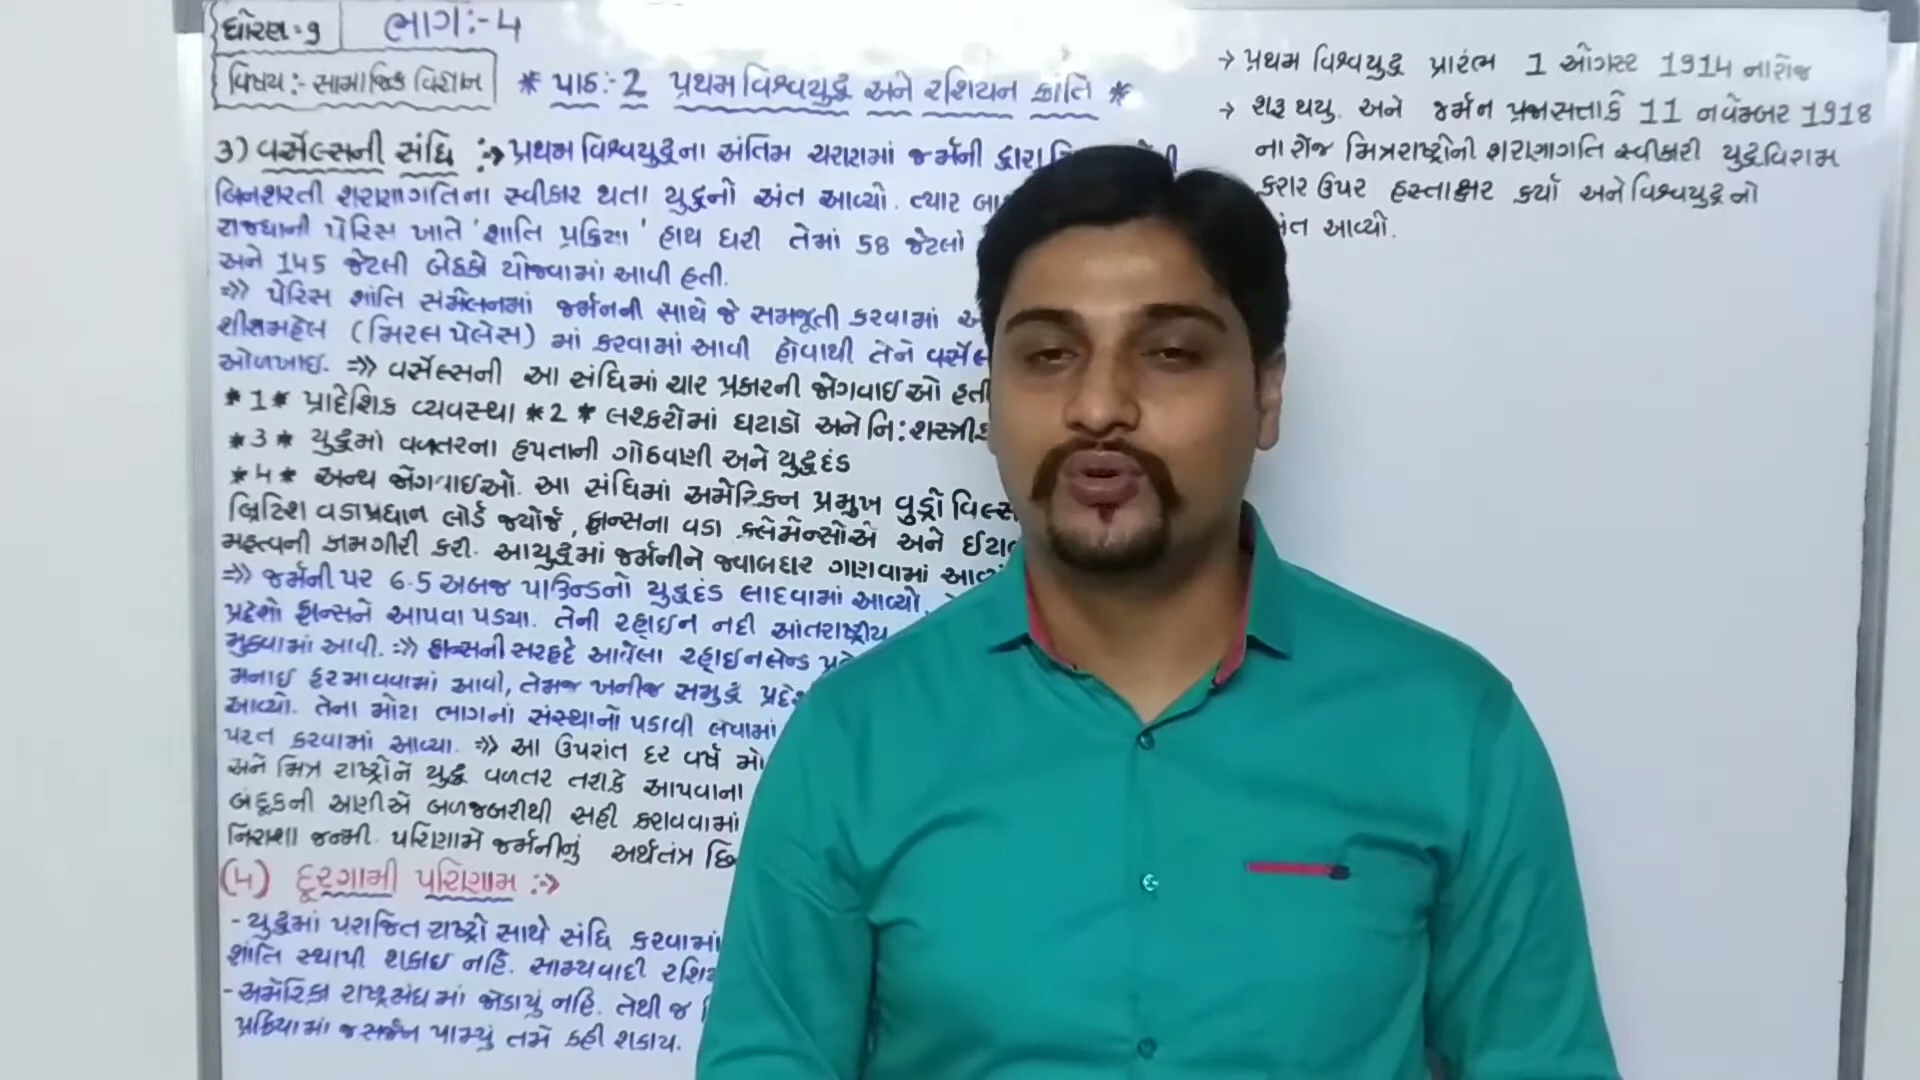 ધોરણ-9
ભાગ:-4
વિષય:- સામાજિક વિજ્ઞાન
* પાઠ:- 2 પ્રથમ વિશ્વયુદ્ધ અને રશિયન ક્રાંતિ *
3) વર્સેલ્સની સંધિ :→ પ્રથમ વિશ્વયુદ્ધના અંતિમ ચરણમાં જર્મની દ્વારા
બિનશરતી શરણાગતિના સ્વીકાર થતા યુદ્ધનો અંત આવ્યો. ત્યાર
રાજધાની પેરિસ ખાતે 'શાંતિ પ્રક્રિયા' હાથ ધરી તેમાં 58 જેટલાં
અને 145 જેટલી બેઠકો યોજવામાં આવી હતી.
⇒» પેરિસ શાંતિ સંમેલનમાં જર્મનની સાથે જે સમજૂતી કરવામાં
શીશમહેલ (મિરલ પેલેસ) માં કરવામાં આવી હોવાથી તેને
ઓળખાઇ. ⇒» વર્સેલ્સની આ સંધિમાં ચાર પ્રકારની જોગવાઈઓ હતી
*1* પ્રાદેશિક વ્યવસ્થા *2* લશ્કરોમાં ઘટાડો અને
*3* યુદ્ધમાં વળતરના હપતાની ગોઠવાણી અને યુદ્ધદંડ
*4* અન્ય જોગવાઇઓ. આ સંધિમાં અમેરિકન પ્રમુખ વુડ્રો
બ્રિટિશ વડાપ્રધાન લોર્ડ જ્યોર્જ, ફ્રાન્સના વડા ક્લેમેન્સોએ અને
મહત્વની કામગીરી કરી. આયુદ્ધમાં જર્મનીને જવાબદાર ગણવામાં
⇒» જર્મની પર 6.5 અબજ પાઉન્ડનો યુદ્ધદંડ લાદવામાં આવ્યો.
પ્રદેશો ફ્રાન્સને આપવા પડ્યા. તેની રહાઇન નદી આંતરાષ્ટ્રીય
મુકવામાં આવી. ⇒» ફ્રાન્સની સરહદે આવેલા રહાઇનલેન્ડ
મનાઇ ફરમાવવામાં આવી, તેમજ ખનીજ સમુદ્ધ
આવ્યો. તેના મોટા ભાગનાં સંસ્થાનો પડાવી લેવામાં
પરત કરવામાં આવ્યા. ⇒» આ ઉપરાંત દર વર્ષે
અને મિત્ર રાષ્ટ્રોને યુદ્ધ વળતર તરીકે આપવાના
બંદૂકની અણીએ બળજબરીથી સહી કરાવવામાં
નિરાશા જન્મી. પરિણામે જર્મનીનું અર્થતંત્ર
(4) દૂરગામી પરિણામ :→
- યુદ્ધમાં પરાજિત રાષ્ટ્રો સાથે સંધિ કરવામાં
શાંતિ સ્થાપી શકાઇ નહિ. સામ્યવાદી
- અમેરિકા રાષ્ટ્રસંઘમાં જોડાયું નહિ. તેથી જ
પ્રક્રિયામાં જ સર્જન પામ્યું તમે કહી શકાય.
→ પ્રથમ વિશ્વયુદ્ધ પ્રારંભ 1 ઓગસ્ટ 1914 નારોજ
→ શરૂ થયુ. અને જર્મન પ્રજાસત્તાકે 11 નવેમ્બર 1918
ના રોજ મિત્રરાષ્ટ્રોની શરણાગતિ સ્વીકારી યુદ્ધવિરામ
કરાર ઉપર હસ્તાક્ષર કર્યા અને વિશ્વયુદ્ધનો
અંત આવ્યો.